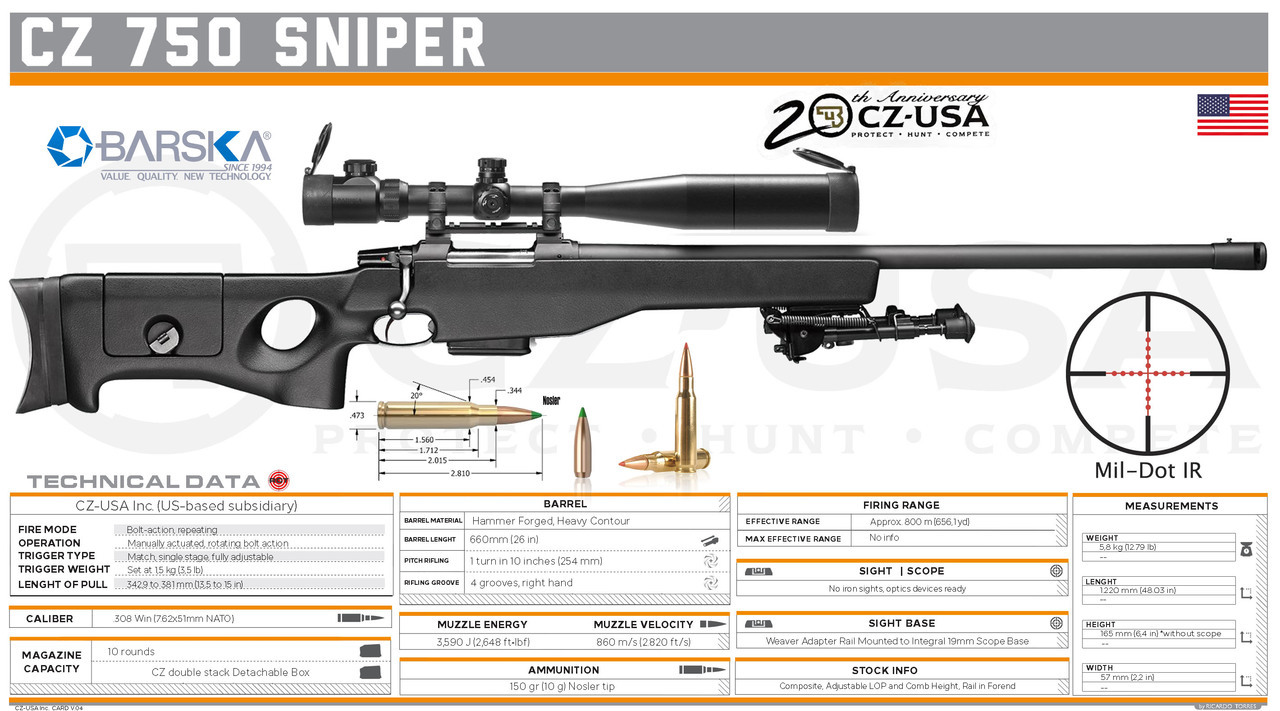 CZ 750 SNIPER
BARSKA®
SINCE 1994
VALUE. QUALITY. NEW TECHNOLOGY.
20th Anniversary
CZ-USA
PROTECT • HUNT • COMPETE
CZ-USA
PROTECT • HUNT • COMPETE
.454
20°
.344
Nosler
.473
1.560
1.712
2.015
2.810
Mil-Dot IR
TECHNICAL DATA
CZ-USA Inc. (US-based subsidiary)
FIRE MODE Bolt-action, repeating
OPERATION Manually actuated, rotating bolt action
TRIGGER TYPE Match, single stage, fully adjustable
TRIGGER WEIGHT Set at 1,5 kg (3,5 lb)
LENGHT OF PULL 342,9 to 381 mm (13,5 to 15 in)
CALIBER .308 Win (7.62x51mm NATO)
MAGAZINE CAPACITY
10 rounds
CZ double stack Detachable Box
BARREL
BARREL MATERIAL Hammer Forged, Heavy Contour
BARREL LENGHT 660mm (26 in)
PITCH RIFLING 1 turn in 10 inches (254 mm)
RIFLING GROOVE 4 grooves, right hand
MUZZLE ENERGY MUZZLE VELOCITY
3,590 J (2,648 ft•lbf) 860 m/s (2.820 ft/s)
AMMUNITION
150 gr (10 g) Nosler tip
FIRING RANGE
EFFECTIVE RANGE Approx. 800 m (656,1 yd)
MAX EFFECTIVE RANGE No info
SIGHT | SCOPE
No iron sights, optics devices ready
SIGHT BASE
Weaver Adapter Rail Mounted to Integral 19mm Scope Base
STOCK INFO
Composite, Adjustable LOP and Comb Height, Rail in Forend
MEASUREMENTS
WEIGHT
5,8 kg (12.79 lb)
--
LENGHT
1.220 mm (48.03 in)
--
HEIGHT
165 mm (6,4 in) *without scope
--
WIDTH
57 mm (2,2 in)
--
CZ-USA Inc. CARD V.04
by RICARDO TORRES